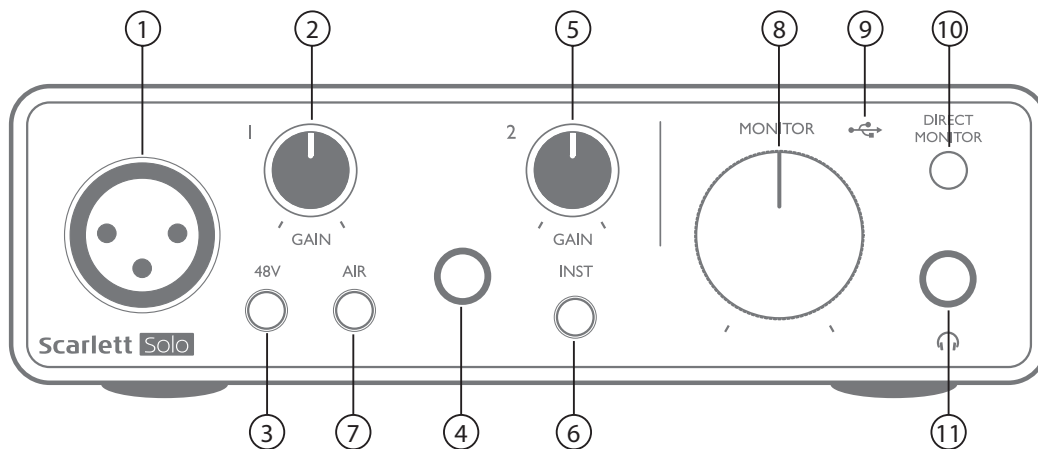 1 2 5 8 9 10
1 2 MONITOR DIRECT
MONITOR
GAIN GAIN
48V AIR INST
Scarlett Solo
3 7 4 6 11